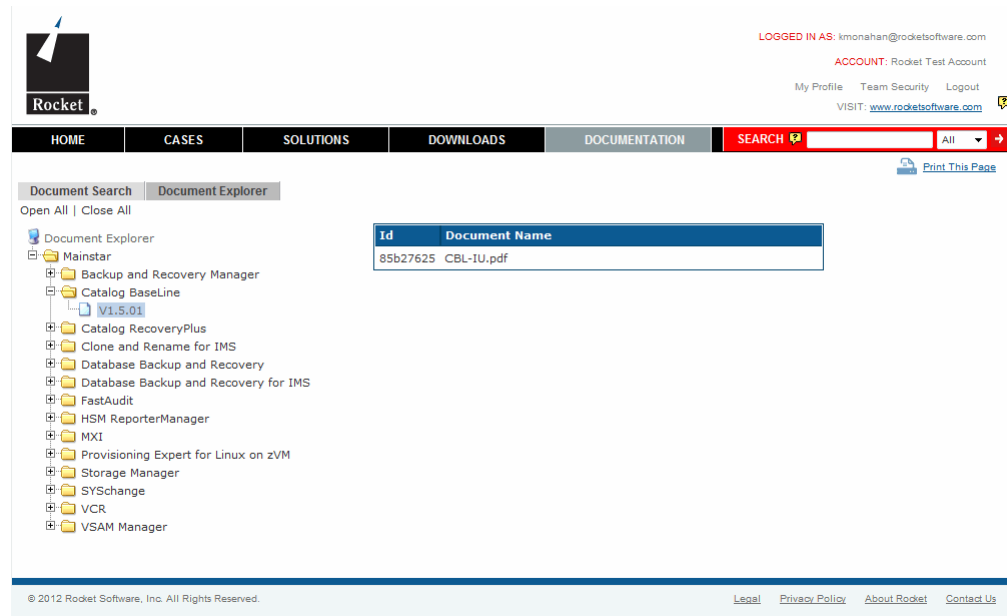 LOGGED IN AS: kmonahan@rocketsoftware.com
ACCOUNT: Rocket Test Account
My Profile Team Security Logout
Rocket ®
VISIT: www.rocketsoftware.com ?
HOME CASES SOLUTIONS DOWNLOADS DOCUMENTATION SEARCH ? All
Print This Page
Document Search Document Explorer
Open All | Close All
Document Explorer
Id Document Name
Mainstar
85b27625 CBL-IU.pdf
Backup and Recovery Manager
Catalog BaseLine
V1.5.01
Catalog RecoveryPlus
Clone and Rename for IMS
Database Backup and Recovery
Database Backup and Recovery for IMS
FastAudit
HSM ReporterManager
MXI
Provisioning Expert for Linux on zVM
Storage Manager
SYSchange
VCR
VSAM Manager
© 2012 Rocket Software, Inc. All Rights Reserved. Legal Privacy Policy About Rocket Contact Us